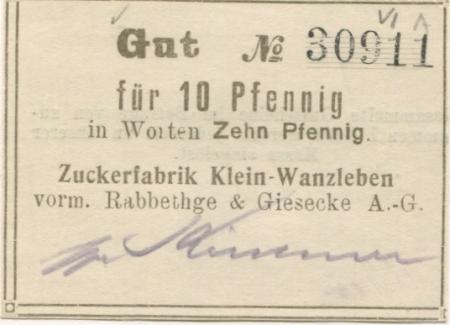 Gut № 30911
für 10 Pfennig
in Worten Zehn Pfennig.
Zuckerfabrik Klein-Wanzleben
vorm. Rabbethge & Giesecke A.-G.